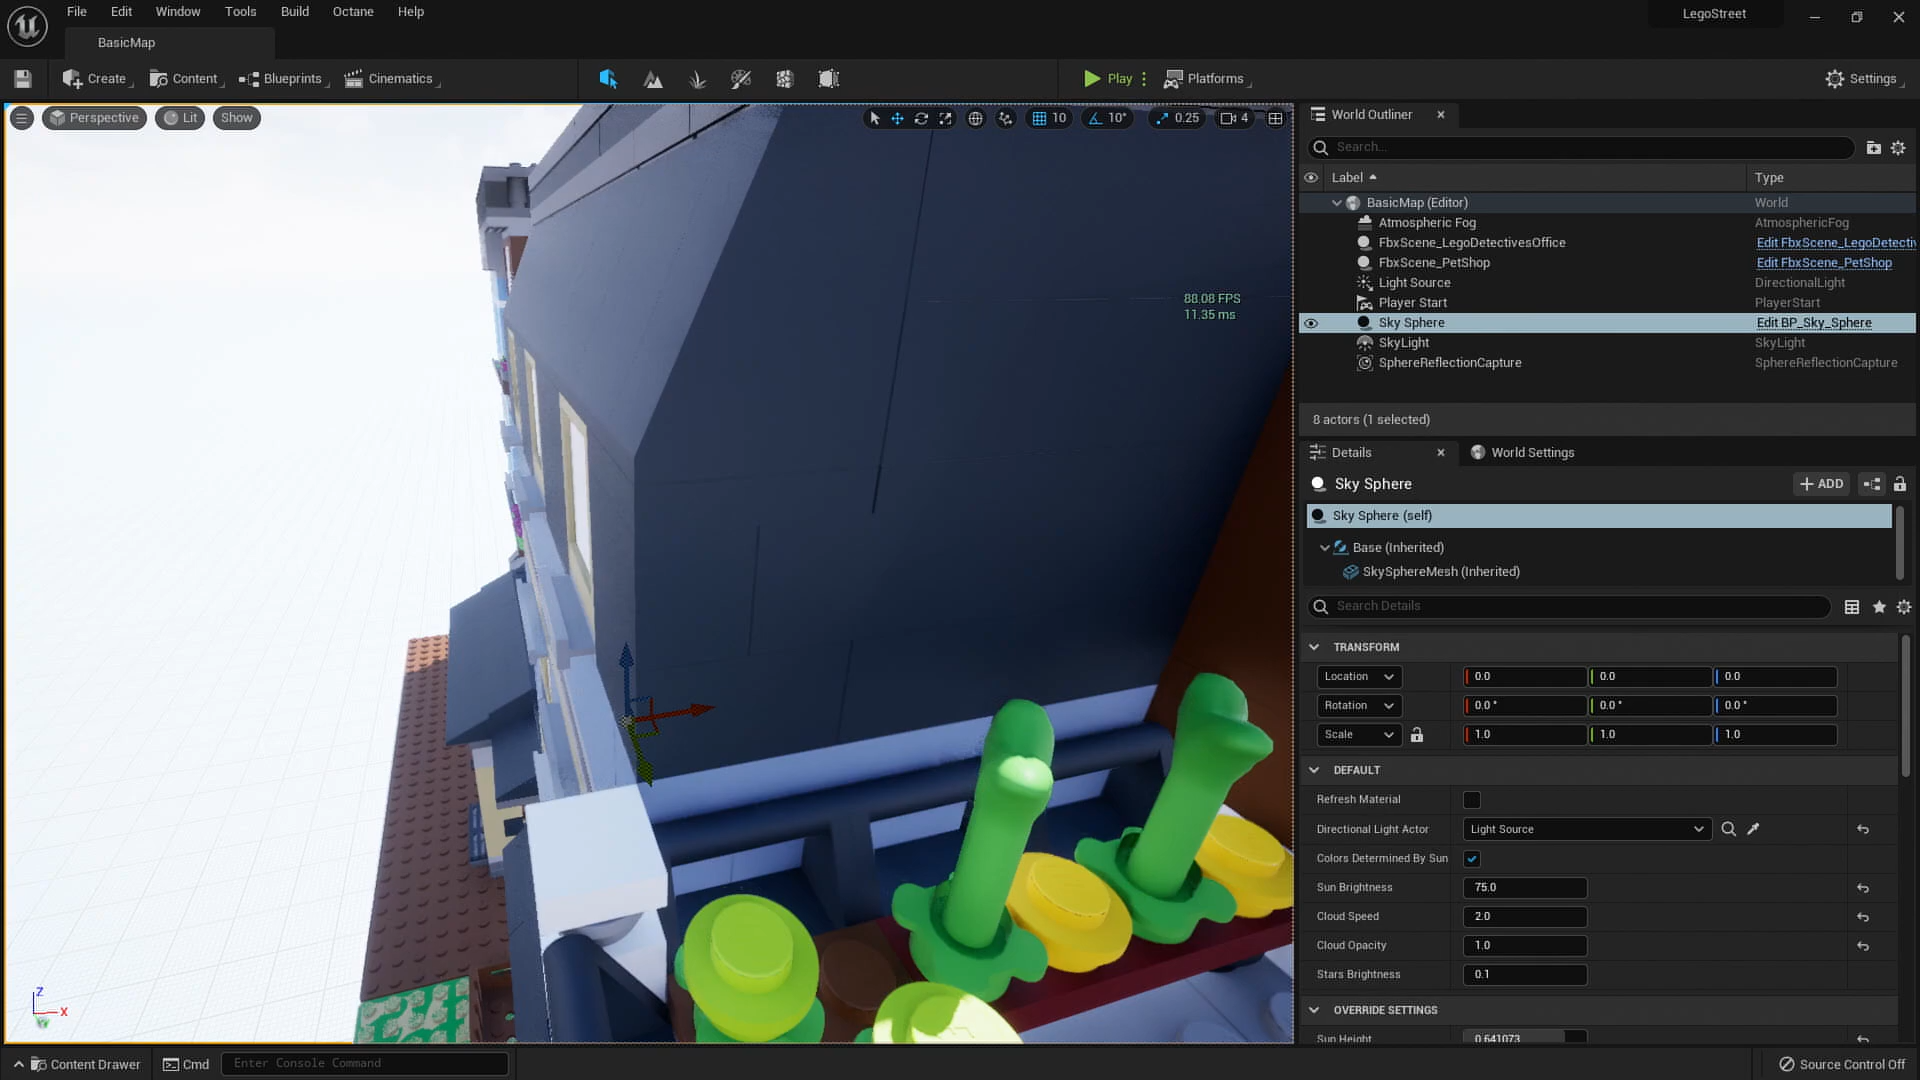 File Edit Window Tools Build Octane Help
LegoStreet
BasicMap
Create Content Blueprints Cinematics Play Platforms Settings
Perspective Lit Show
10 10° 0.25 4
88.08 FPS
11.35 ms
World Outliner
Search...
Label Type
BasicMap (Editor) World
Atmospheric Fog AtmosphericFog
FbxScene_LegoDetectivesOffice Edit FbxScene_LegoDetectiv
FbxScene_PetShop Edit FbxScene_PetShop
Light Source DirectionalLight
Player Start PlayerStart
Sky Sphere Edit BP_Sky_Sphere
SkyLight SkyLight
SphereReflectionCapture SphereReflectionCapture
8 actors (1 selected)
Details World Settings
Sky Sphere ADD
Sky Sphere (self)
Base (Inherited)
SkySphereMesh (Inherited)
Search Details
TRANSFORM
Location 0.0 0.0 0.0
Rotation 0.0 ° 0.0 ° 0.0 °
Scale 1.0 1.0 1.0
DEFAULT
Refresh Material
Directional Light Actor Light Source
Colors Determined By Sun
Sun Brightness 75.0
Cloud Speed 2.0
Cloud Opacity 1.0
Stars Brightness 0.1
OVERRIDE SETTINGS
Sun Height 0.641073
Z
X
Content Drawer Cmd Enter Console Command Source Control Off